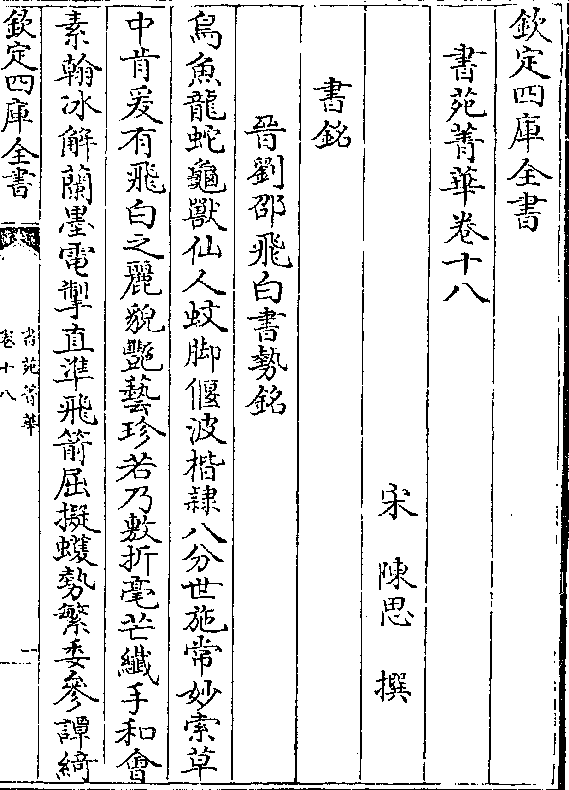 欽定四庫全書
書苑菁華卷十八
宋 陳思 撰
書銘
晉劉邵飛白書勢銘
鳥魚龍蛇龜獸仙人蚊脚偃波楷隷八分世施常妙索草
中肯爰有飛白之麗貌艷藝珍若乃敷折毫芒纖手和會
素翰冰解蘭墨電掣直準飛箭屈擬蠖勢繁委參譚綺
欽定四庫全書
書苑菁華
卷十八
一